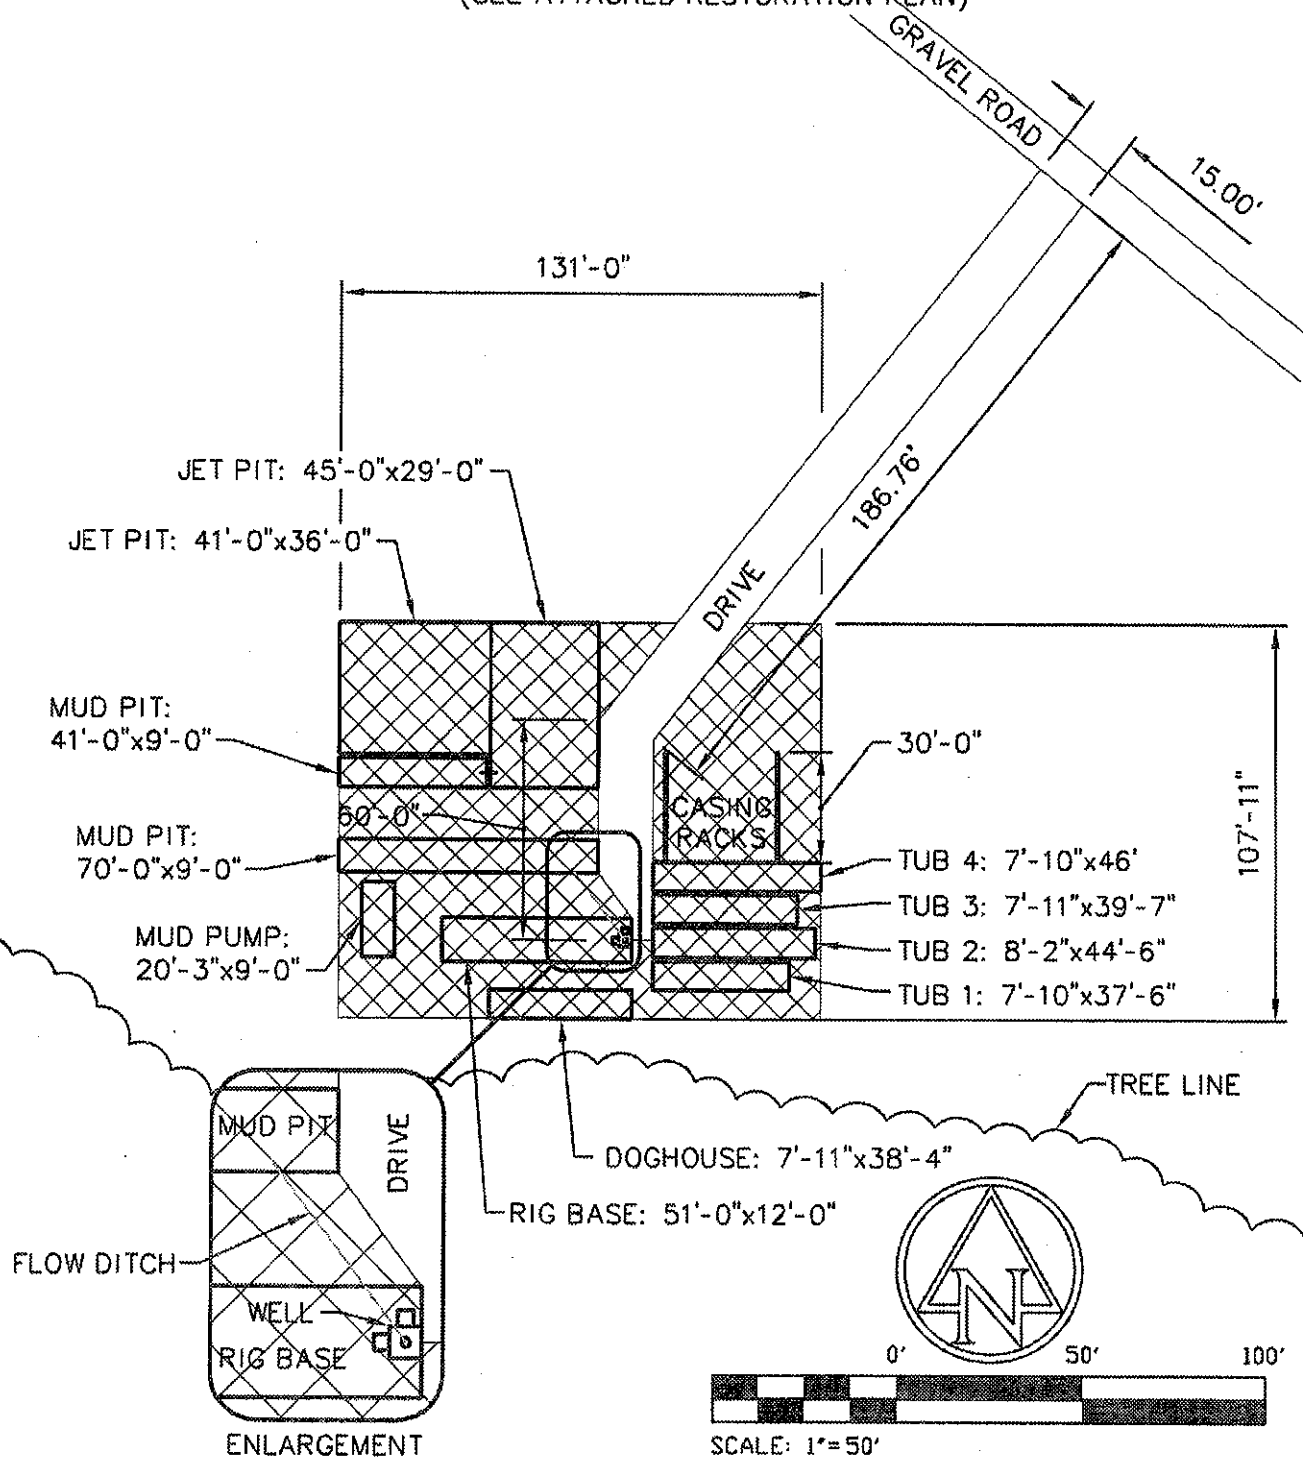 (SEE ATTACHED RESTORATION PLAN)
GRAVEL ROAD
15.00'
131'-0"
186.76'
DRIVE
JET PIT: 45'-0"x29'-0"
JET PIT: 41'-0"x36'-0"
MUD PIT:
41'-0"x9'-0"
30'-0"
60'-0"
CASING
RACKS
107'-11"
MUD PIT:
70'-0"x9'-0"
TUB 4: 7'-10"x46'
TUB 3: 7'-11"x39'-7"
MUD PUMP:
20'-3"x9'-0"
TUB 2: 8'-2"x44'-6"
TUB 1: 7'-10"x37'-6"
TREE LINE
MUD PIT
DRIVE
DOGHOUSE: 7'-11"x38'-4"
RIG BASE: 51'-0"x12'-0"
FLOW DITCH
WELL
RIG BASE
ENLARGEMENT
N
0' 50' 100'
SCALE: 1"=50'